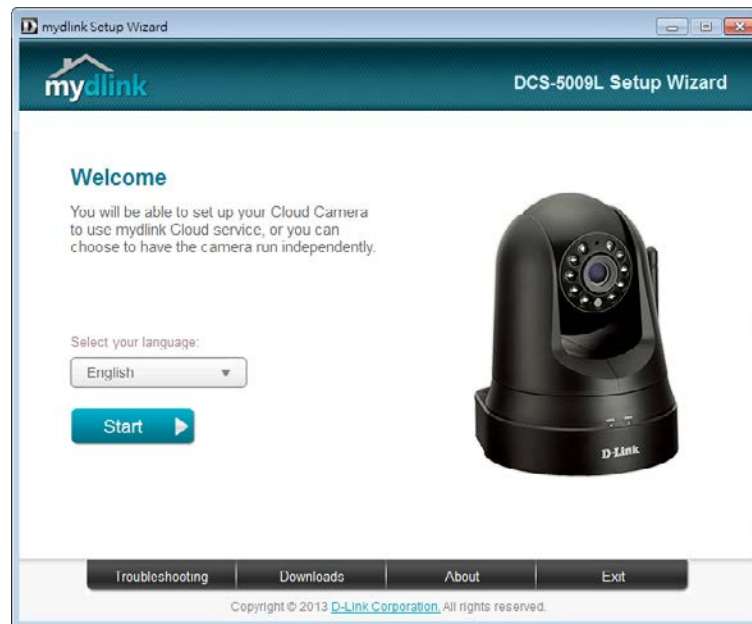 mydlink Setup Wizard
mydlink
DCS-5009L Setup Wizard
Welcome
You will be able to set up your Cloud Camera
to use mydlink Cloud service, or you can
choose to have the camera run independently.
Select your language:
English
Start
D-Link
Troubleshooting Downloads About Exit
Copyright © 2013 D-Link Corporation. All rights reserved.